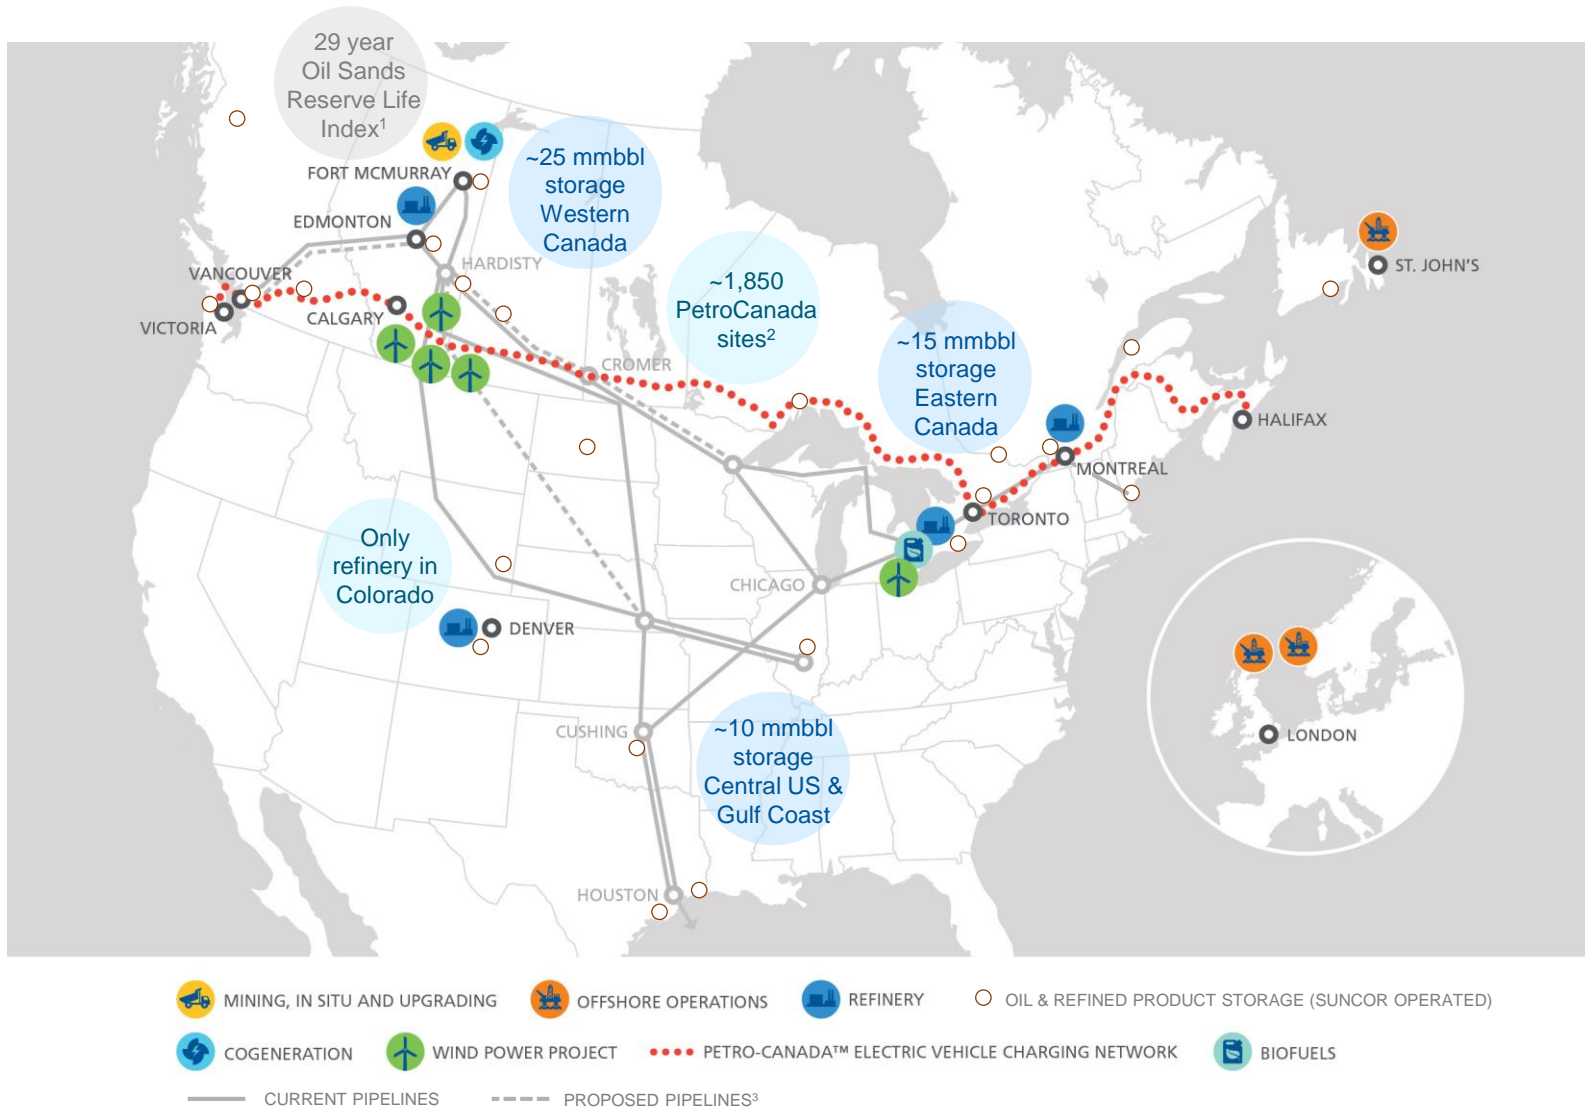 29 year
Oil Sands
Reserve Life
Index¹
FORT MCMURRAY
~25 mmbbl
storage
Western
Canada
EDMONTON
HARDISTY
VANCOUVER
VICTORIA
CALGARY
~1,850
PetroCanada
sites²
CROMER
~15 mmbbl
storage
Eastern
Canada
ST. JOHN'S
HALIFAX
MONTREAL
TORONTO
Only
refinery in
Colorado
CHICAGO
DENVER
CUSHING
~10 mmbbl
storage
Central US &
Gulf Coast
LONDON
HOUSTON
MINING, IN SITU AND UPGRADING
OFFSHORE OPERATIONS
REFINERY
OIL & REFINED PRODUCT STORAGE (SUNCOR OPERATED)
COGENERATION
WIND POWER PROJECT
PETRO-CANADA™ ELECTRIC VEHICLE CHARGING NETWORK
BIOFUELS
CURRENT PIPELINES
PROPOSED PIPELINES³